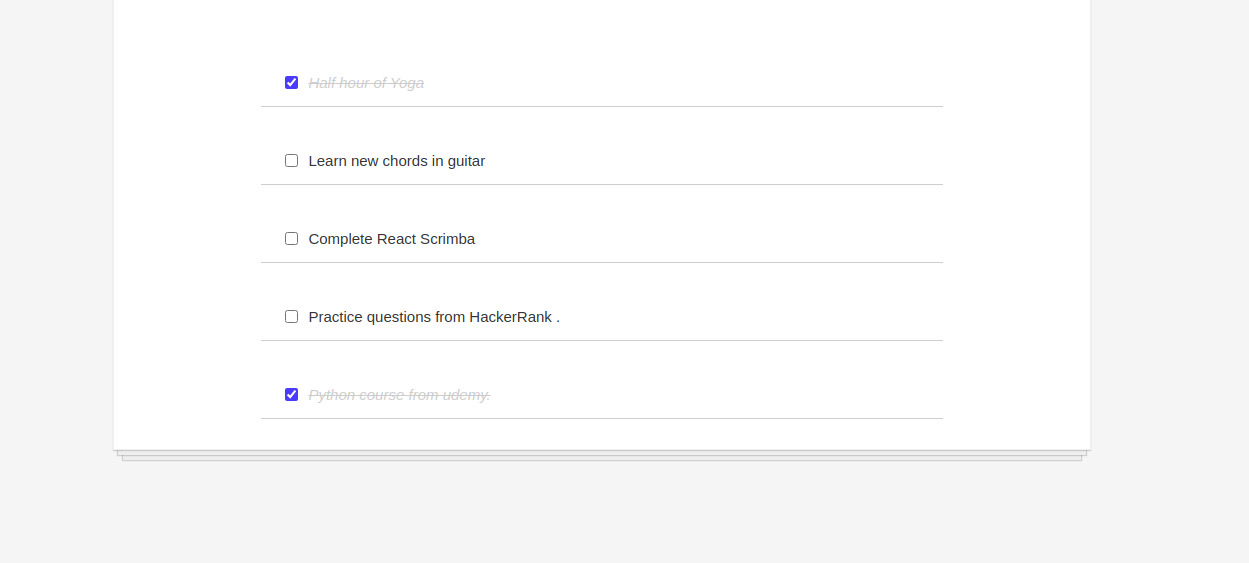 Half hour of Yoga
Learn new chords in guitar
Complete React Scrimba
Practice questions from HackerRank .
Python course from udemy.